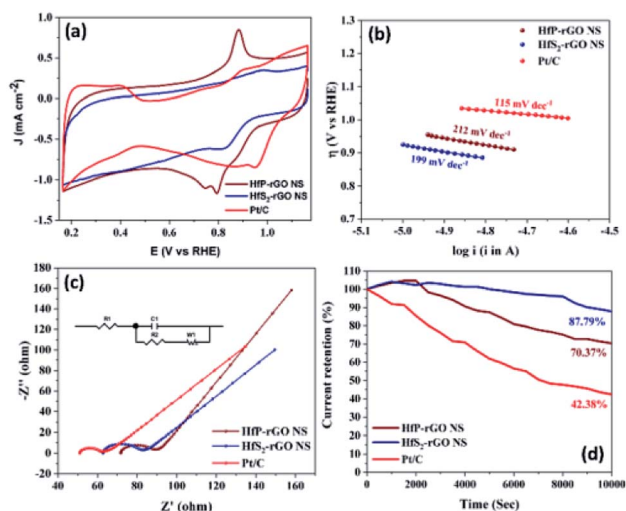 (a)
J (mA cm⁻²)
1.0
0.5
0.0
-0.5
-1.0
-1.5
HfP-rGO NS
HfS₂-rGO NS
Pt/C
0.2 0.4 0.6 0.8 1.0
E (V vs RHE)
(b)
HfP-rGO NS
HfS₂-rGO NS
Pt/C
η (V vs RHE)
1.3
1.2
1.1
1.0
0.9
0.8
0.7
115 mV dec⁻¹
212 mV dec⁻¹
199 mV dec⁻¹
-5.1 -5.0 -4.9 -4.8 -4.7 -4.6 -4.5
log i (i in A)
(c)
-Z'' (ohm)
180
160
140
120
100
80
60
40
20
0
R1
C1
R2
W1
HfP-rGO NS
HfS₂-rGO NS
Pt/C
40 60 80 100 120 140 160
Z' (ohm)
Current retention (%)
110
100
90
80
70
60
50
40
30
20
10
0
87.79%
70.37%
42.38%
HfP-rGO NS
HfS₂-rGO NS
Pt/C
(d)
0 2000 4000 6000 8000 10000
Time (Sec)